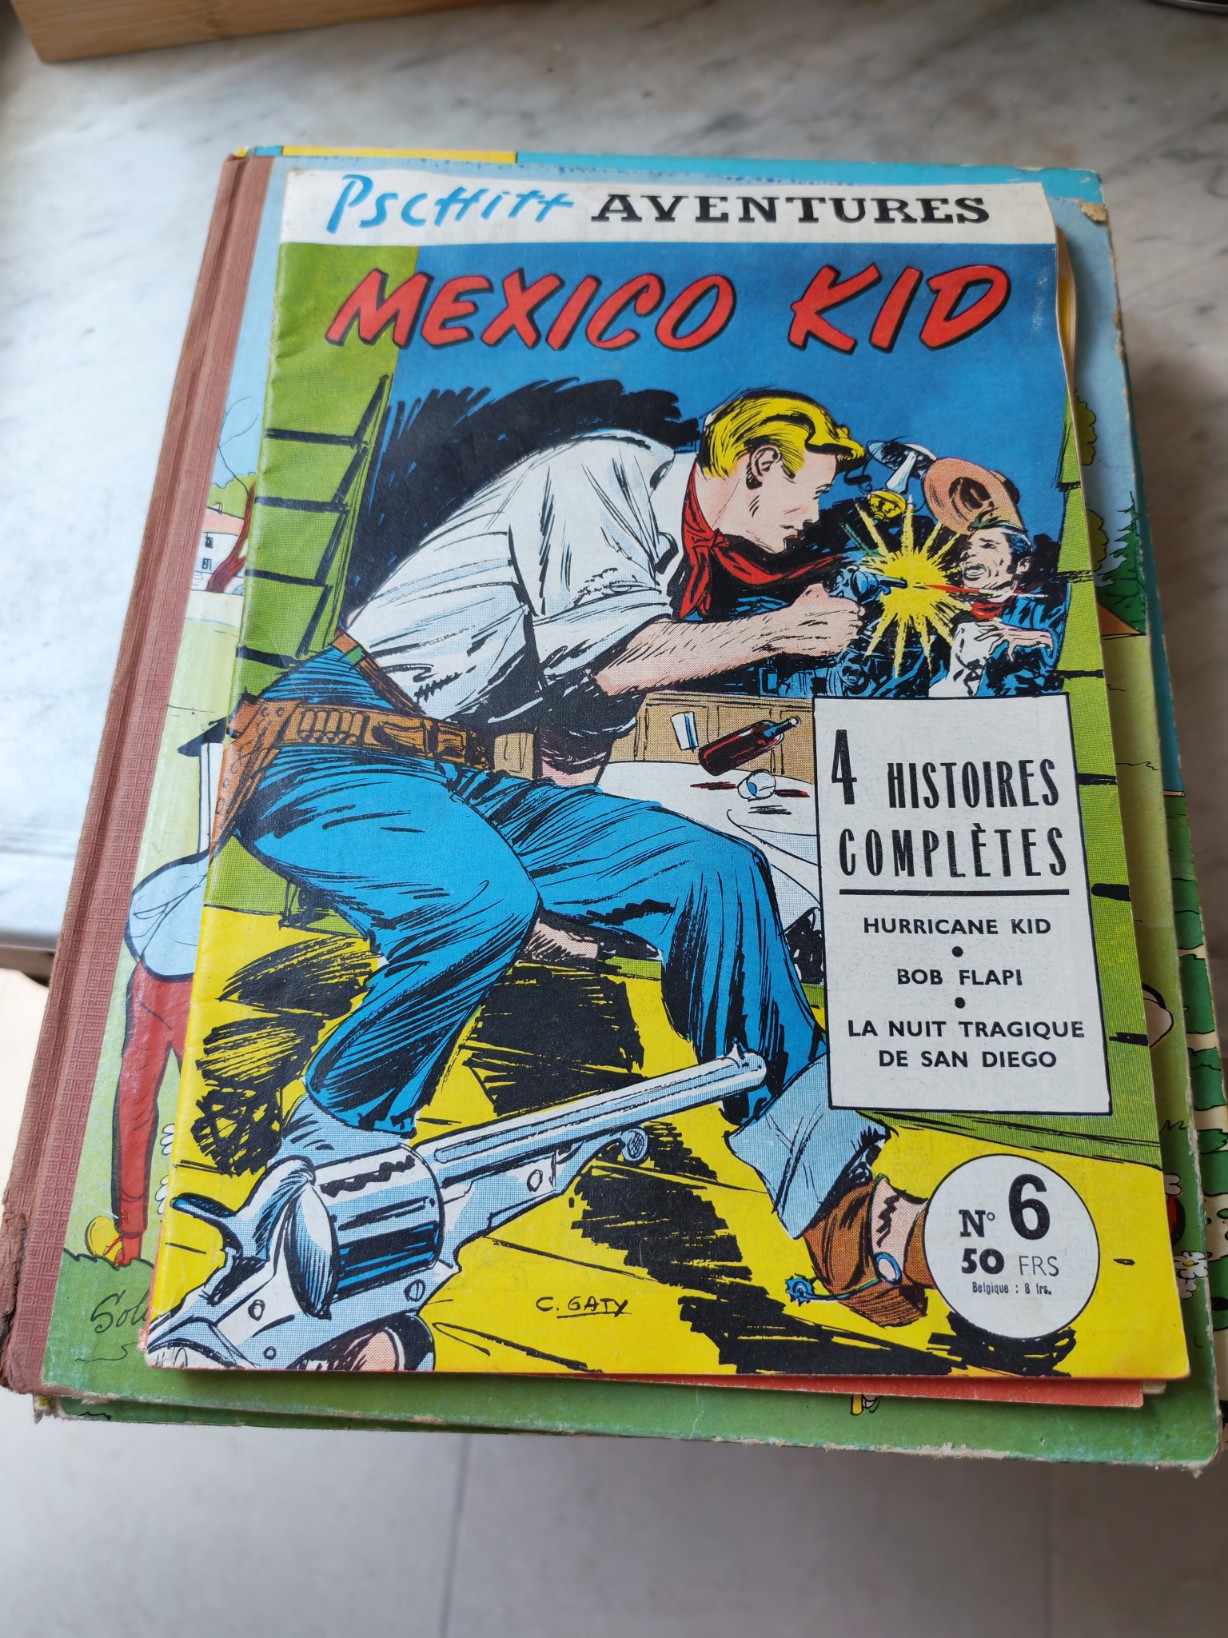 Pschitt AVENTURES
MEXICO KID
4 HISTOIRES
COMPLÈTES
HURRICANE KID
•
BOB FLAPI
•
LA NUIT TRAGIQUE
DE SAN DIEGO
N° 6
50 FRS
Belgique : 8 frs.
C. GATY